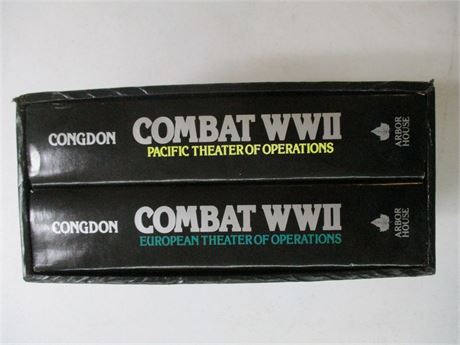 CONGDON
COMBAT WWII
PACIFIC THEATER OF OPERATIONS
ARBOR
HOUSE
CONGDON
COMBAT WWII
EUROPEAN THEATER OF OPERATIONS
ARBOR
HOUSE